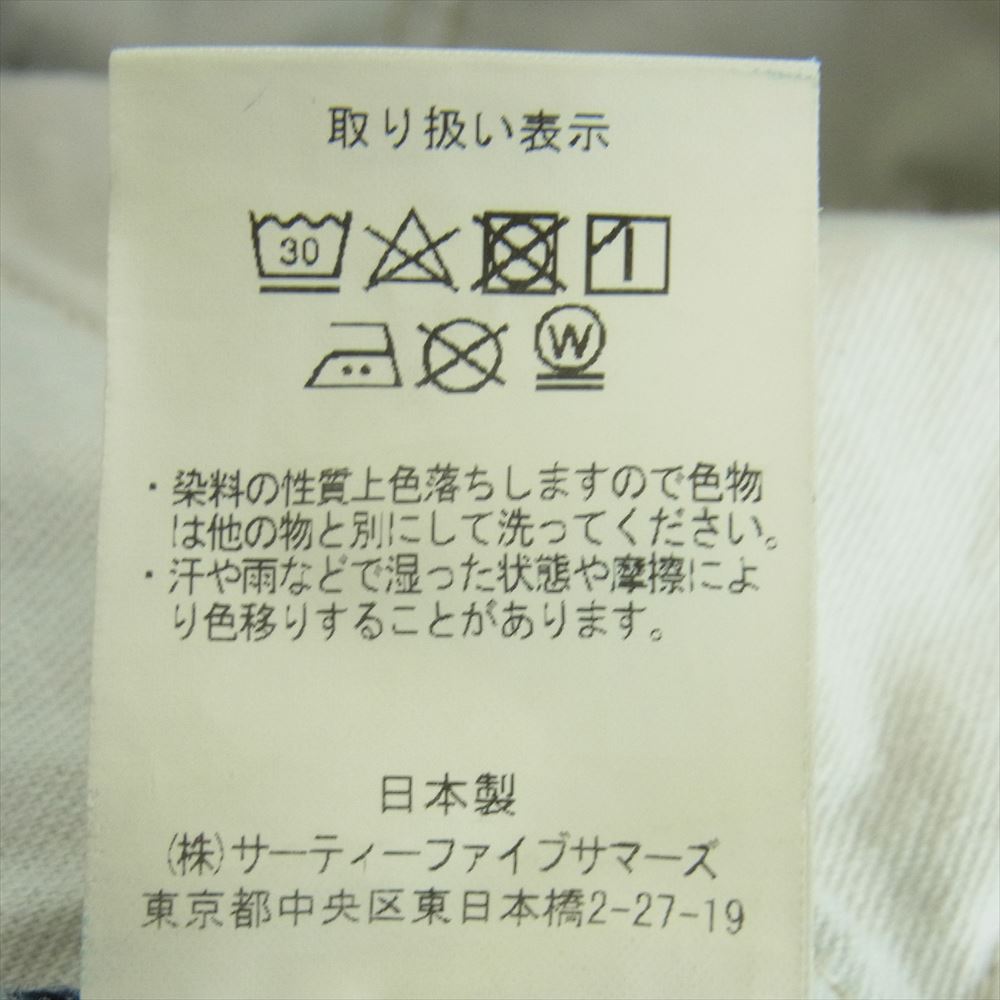 取り扱い表示
30
W
・染料の性質上色落ちしますので色物
は他の物と別にして洗ってください。
・汗や雨などで湿った状態や摩擦によ
り色移りすることがあります。
日本製
(株)サーティーファイブサマーズ
東京都中央区東日本橋2-27-19